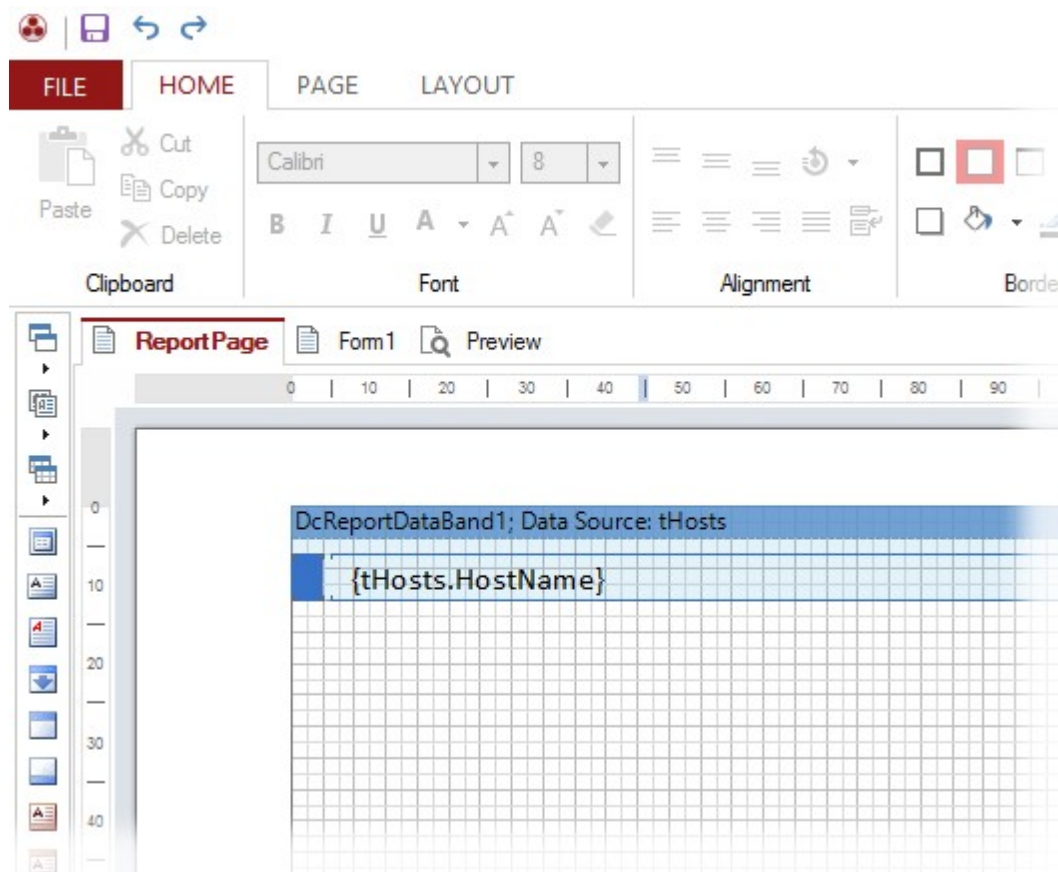 FILE HOME PAGE LAYOUT
Paste
Cut
Copy
Delete
Calibri 8
B I U A A A
Clipboard Font Alignment Borde
ReportPage Form1 Preview
0 10 20 30 40 50 60 70 80 90
0
DcReportDataBand1; Data Source: tHosts
{tHosts.HostName}
10
20
30
40